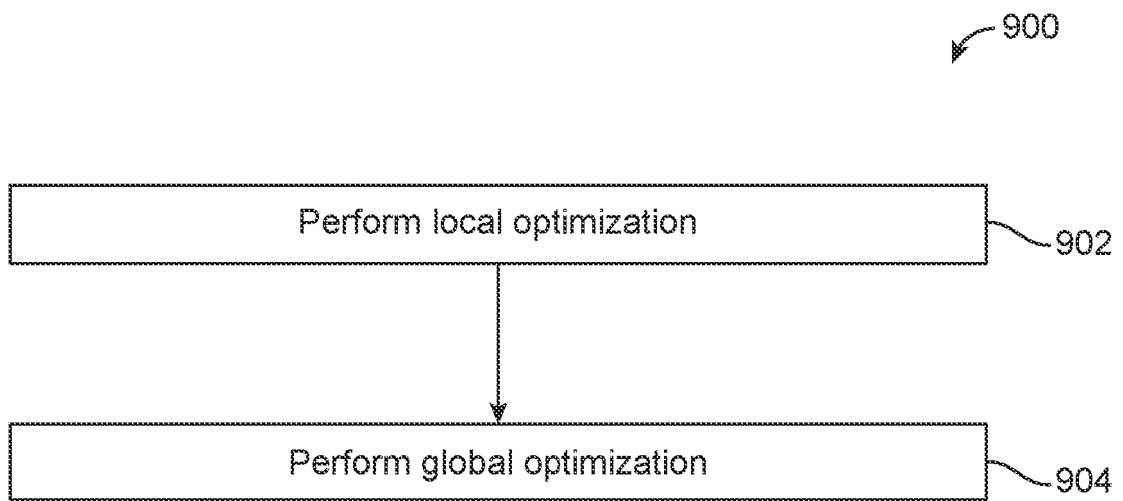 900
Perform local optimization
902
Perform global optimization
904